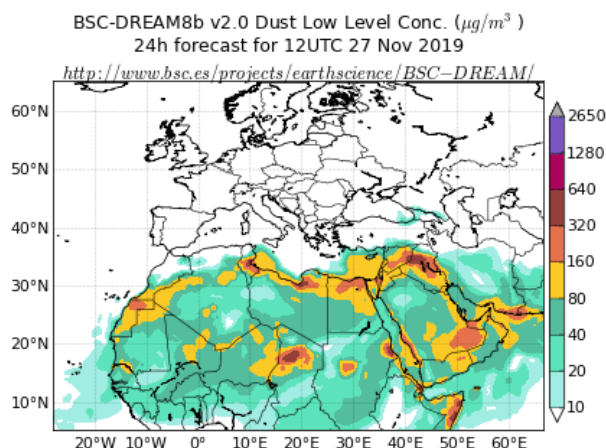 BSC-DREAM8b v2.0 Dust Low Level Conc. (μg/m³ )
24h forecast for 12UTC 27 Nov 2019
http://www.bsc.es/projects/earthscience/BSC−DREAM/
60°N
50°N
40°N
30°N
20°N
10°N
20°W 10°W 0° 10°E 20°E 30°E 40°E 50°E 60°E
2650
1280
640
320
160
80
40
20
10